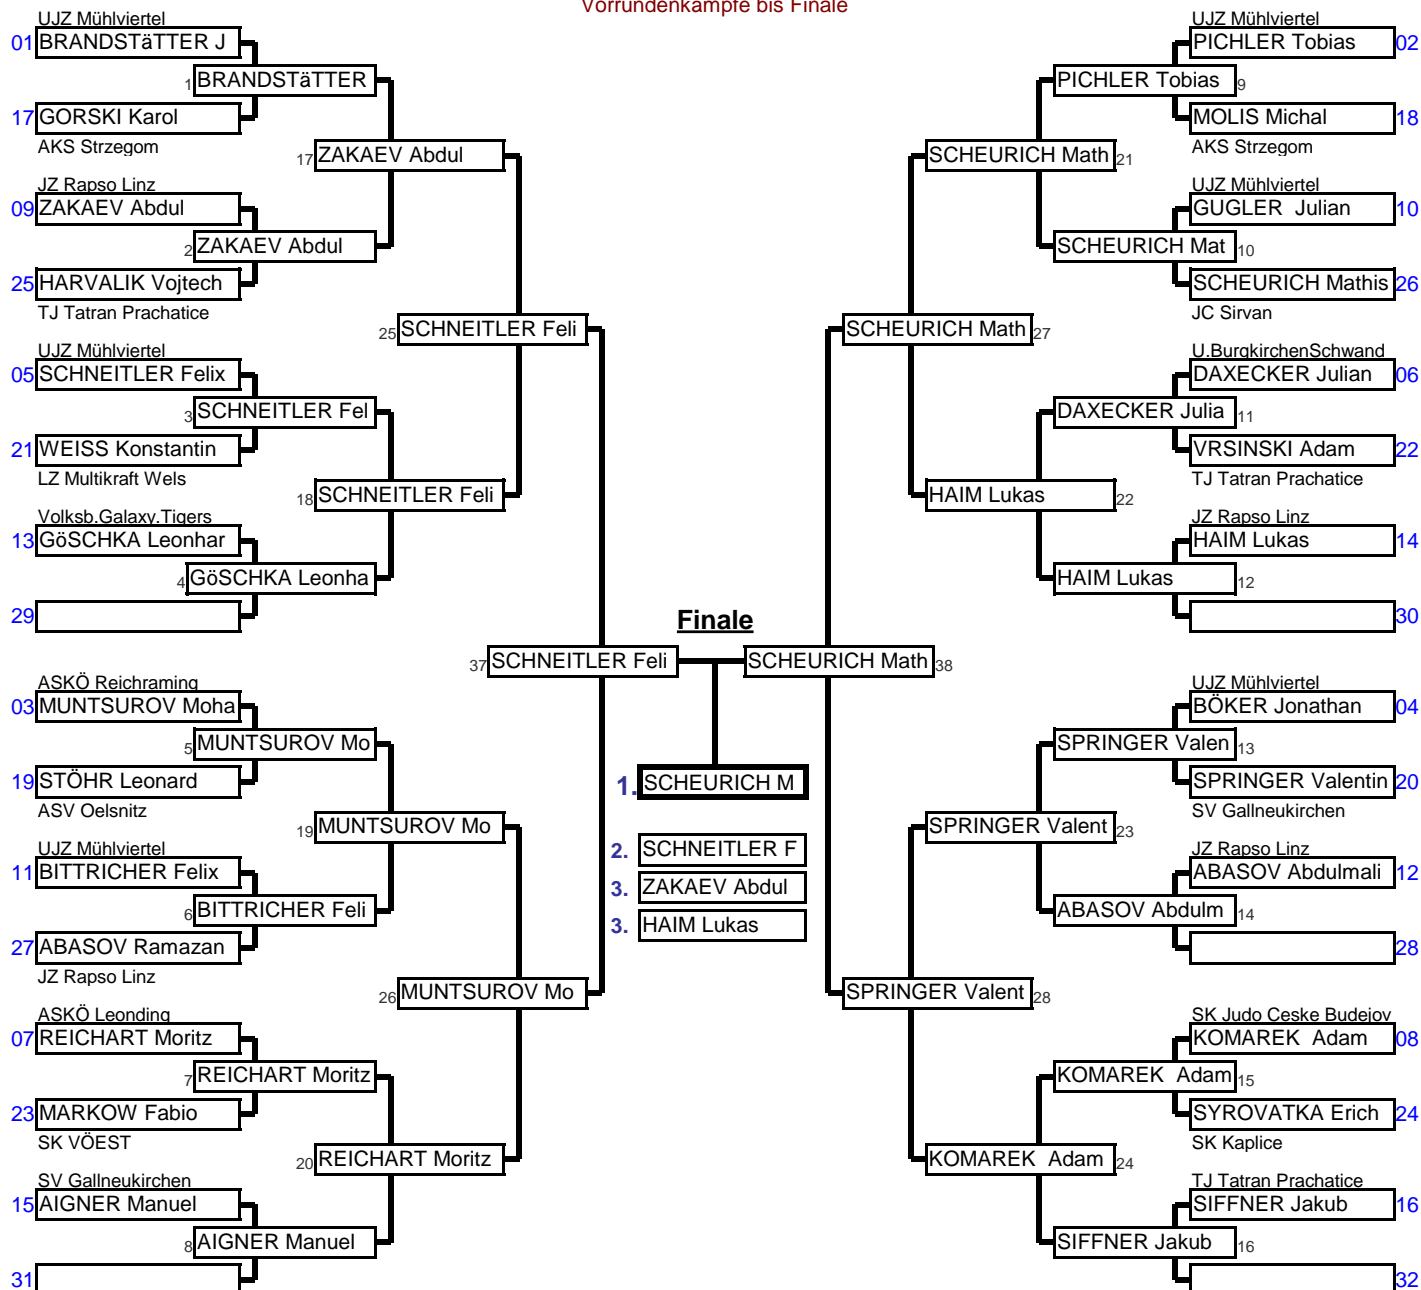 Vorrundenkämpfe bis Finale
UJZ Mühlviertel
01 BRANDSTäTTER J
1 BRANDSTäTTER
17 GORSKI Karol
AKS Strzegom
17 ZAKAEV Abdul
JZ Rapso Linz
09 ZAKAEV Abdul
2 ZAKAEV Abdul
25 HARVALIK Vojtech
TJ Tatran Prachatice
25 SCHNEITLER Feli
UJZ Mühlviertel
05 SCHNEITLER Felix
3 SCHNEITLER Fel
21 WEISS Konstantin
LZ Multikraft Wels
18 SCHNEITLER Feli
Volksb.Galaxy.Tigers
13 GöSCHKA Leonhar
4 GöSCHKA Leonha
29
37 SCHNEITLER Feli
ASKÖ Reichraming
03 MUNTSUROV Moha
5 MUNTSUROV Mo
19 STÖHR Leonard
ASV Oelsnitz
19 MUNTSUROV Mo
UJZ Mühlviertel
11 BITTRICHER Felix
6 BITTRICHER Feli
27 ABASOV Ramazan
JZ Rapso Linz
26 MUNTSUROV Mo
ASKÖ Leonding
07 REICHART Moritz
7 REICHART Moritz
23 MARKOW Fabio
SK VÖEST
20 REICHART Moritz
SV Gallneukirchen
15 AIGNER Manuel
8 AIGNER Manuel
31
Finale
1. SCHEURICH M
2. SCHNEITLER F
3. ZAKAEV Abdul
3. HAIM Lukas
UJZ Mühlviertel
PICHLER Tobias 02
PICHLER Tobias 9
MOLIS Michal 18
AKS Strzegom
SCHEURICH Math 21
UJZ Mühlviertel
GUGLER Julian 10
SCHEURICH Mat 10
SCHEURICH Mathis 26
JC Sirvan
SCHEURICH Math 27
U.BurgkirchenSchwand
DAXECKER Julian 06
DAXECKER Julia 11
VRSINSKI Adam 22
TJ Tatran Prachatice
HAIM Lukas 22
JZ Rapso Linz
HAIM Lukas 14
HAIM Lukas 12
30
SCHEURICH Math 38
UJZ Mühlviertel
BÖKER Jonathan 04
SPRINGER Valen 13
SPRINGER Valentin 20
SV Gallneukirchen
SPRINGER Valent 23
JZ Rapso Linz
ABASOV Abdulmali 12
ABASOV Abdulm 14
28
SPRINGER Valent 28
SK Judo Ceske Budejov
KOMAREK Adam 08
KOMAREK Adam 15
SYROVATKA Erich 24
SK Kaplice
KOMAREK Adam 24
TJ Tatran Prachatice
SIFFNER Jakub 16
SIFFNER Jakub 16
32